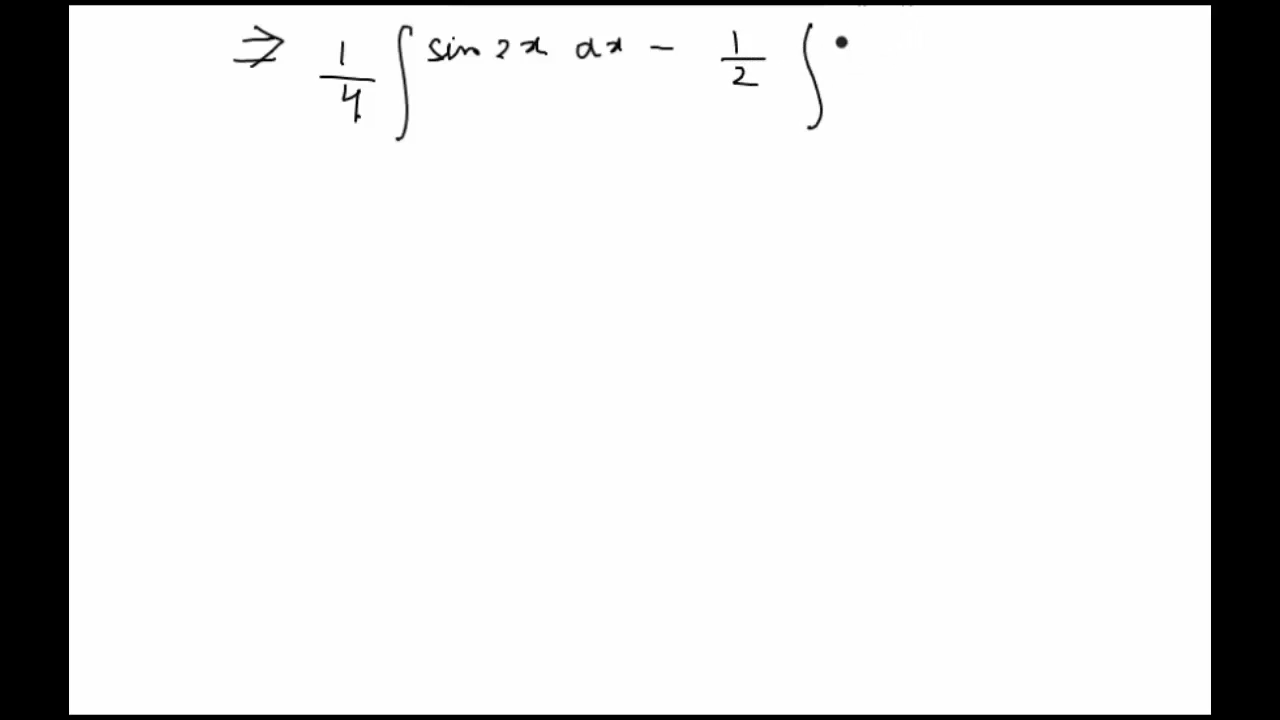 ⇒ 1/4 ∫ sin 2x dx − 1/2 ∫